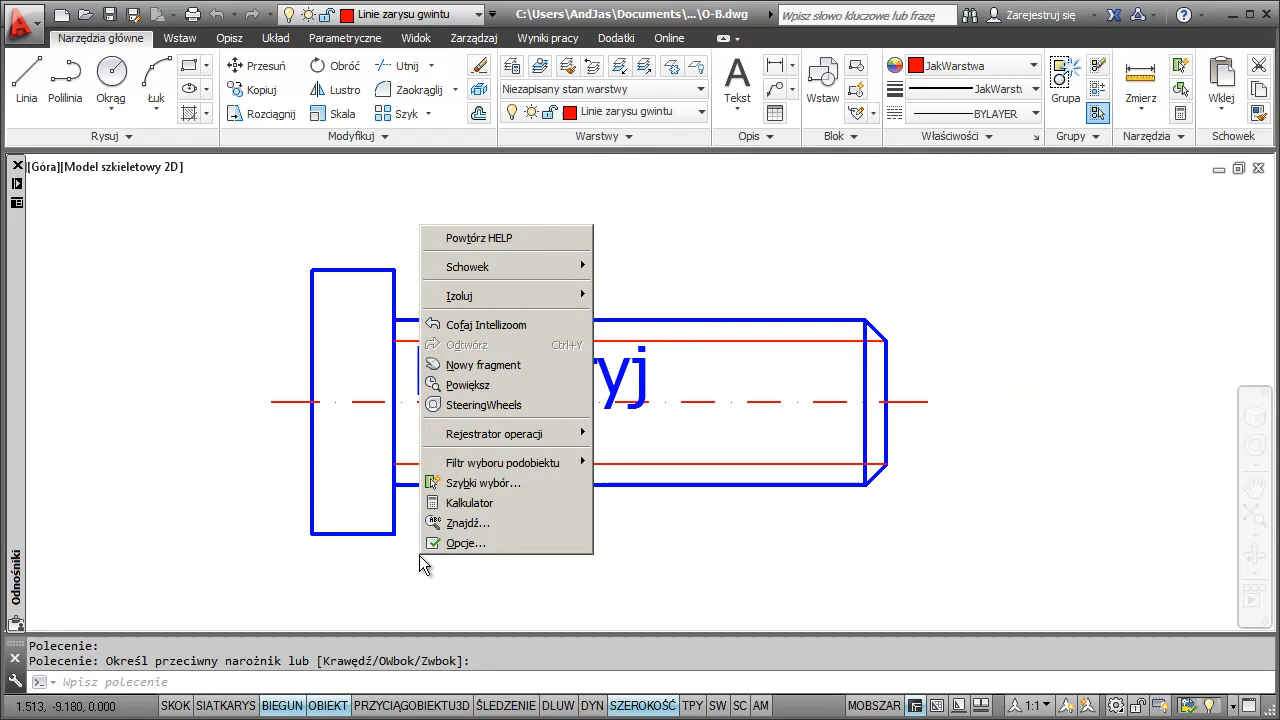 Linie zarysu gwintu
C:\Users\AndJas\Documents\...\O-B.dwg
Wpisz słowo kluczowe lub frazę
Zarejestruj się
Narzędzia główne Wstaw Opisz Układ Parametryczne Widok Zarządzaj Wyniki pracy Dodatki Online
Linia Polilinia Okrąg Łuk
Przesuń Obróć Utnij
Kopiuj Lustro Zaokrąglij
Rozciągnij Skala Szyk
Niezapisany stan warstwy
Linie zarysu gwintu
Tekst
Wstaw
JakWarstwa
JakWarst
BYLAYER
Grupa
Zmierz
Wklej
Rysuj Modyfikuj Warstwy Opis Blok Właściwości Grupy Narzędzia Schowek
][Góra][Model szkieletowy 2D]
Powtórz HELP
Schowek
Izoluj
Cofaj Intellizoom
Odtwórz Ctrl+Y
Nowy fragment
Powiększ
SteeringWheels
Rejestrator operacji
Filtr wyboru podobiektu
Szybki wybór...
Kalkulator
Znajdź...
Opcje...
yj
Odnośniki
Polecenie:
Polecenie: Określ przeciwny narożnik lub [Krawędź/OWbok/Zwbok]:
Wpisz polecenie
1.513, -9.180, 0.000 SKOK SIATKARYS BIEGUN OBIEKT PRZYCIĄGOBIEKT3D ŚLEDZENIE DLUW DYN SZEROKOŚĆ TPY SW SC AM MOBSZAR 1:1